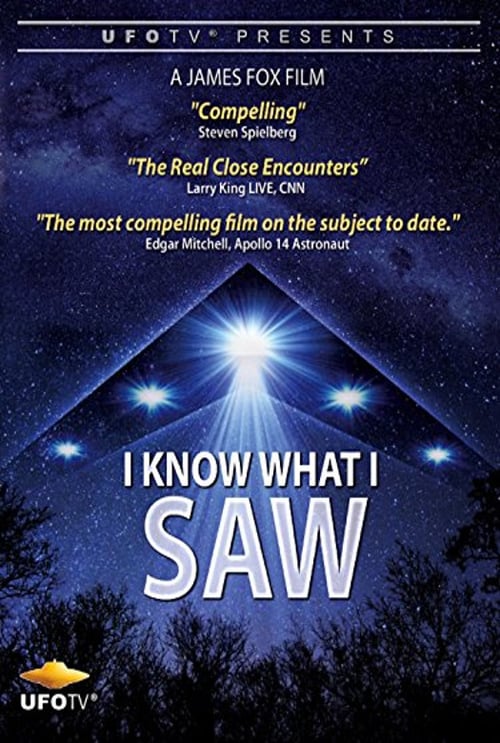 UFOTV® PRESENTS
A JAMES FOX FILM
"Compelling"
Steven Spielberg
"The Real Close Encounters”
Larry King LIVE, CNN
"The most compelling film on the subject to date."
Edgar Mitchell, Apollo 14 Astronaut
I KNOW WHAT I
SAW
UFOTV®